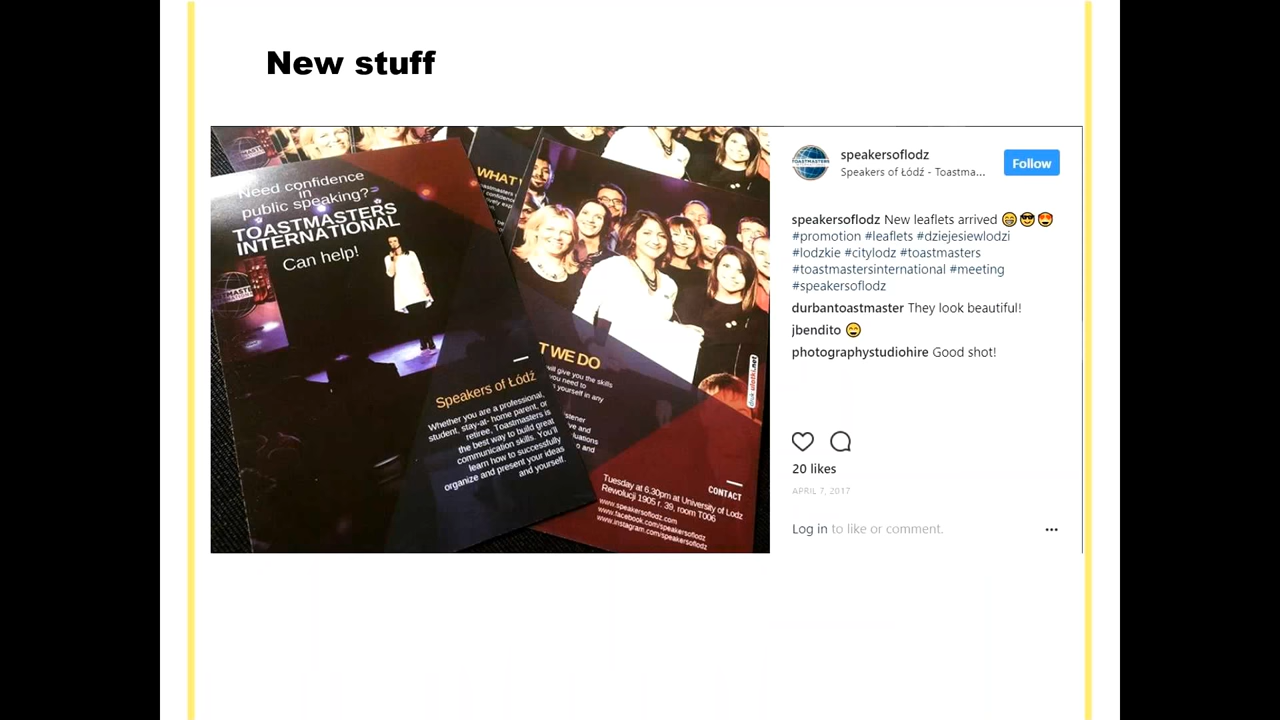 New stuff
Need confidence
in
public speaking?
TOASTMASTERS
INTERNATIONAL
Can help!
Speakers of Łódź
Whether you are a professional,
student, stay-at- home parent, or
retiree, Toastmasters is
the best way to build great
communication skills. You'll
learn how to successfully
organize and present your ideas
and yourself.
WHAT
T WE DO
will give you the skills
you need to
yourself in any
stener
ve and
luations
o and
CONTACT
Tuesday at 6.30pm at University of Lodz
Rewolucji 1905 r. 39, room T006
www.speakersoflodz.com
www.facebook.com/speakersoflodz
www.instagram.com/speakersoflodz
speakersoflodz
Speakers of Łódź - Toastma...
Follow
speakersoflodz New leaflets arrived 😁😎😍
#promotion #leaflets #dziejesiewlodzi
#lodzkie #citylodz #toastmasters
#toastmastersinternational #meeting
#speakersoflodz
durbantoastmaster They look beautiful!
jbendito 😄
photographystudiohire Good shot!
20 likes
APRIL 7, 2017
Log in to like or comment.